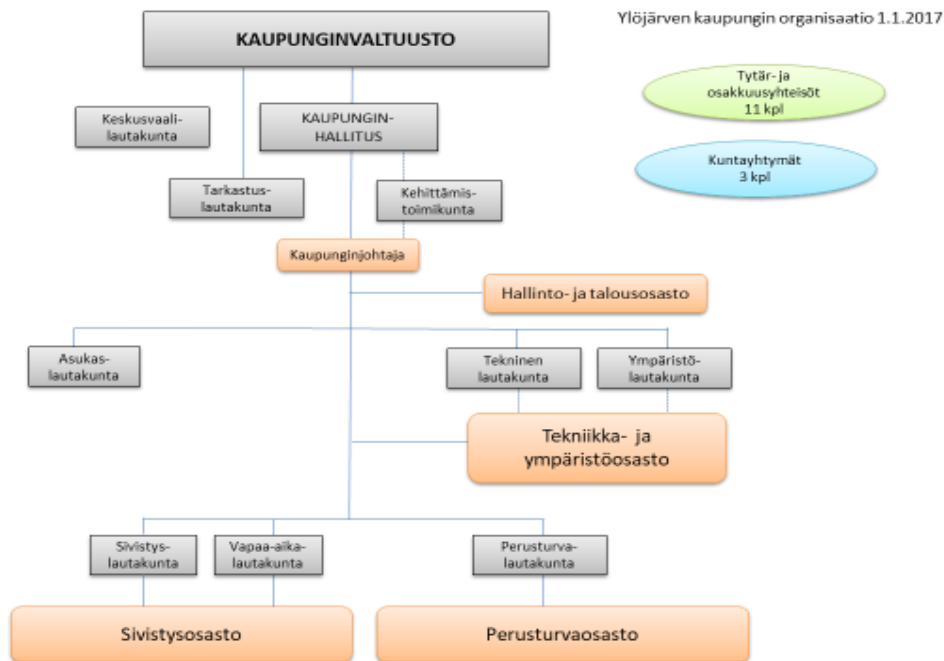 Ylöjärven kaupungin organisaatio 1.1.2017
KAUPUNGINVALTUUSTO
Tytär- ja
osakkuusyhteisöt
11 kpl
Keskusvaali-
lautakunta
KAUPUNGIN-
HALLITUS
Kuntayhtymät
3 kpl
Tarkastus-
lautakunta
Kehittämis-
toimikunta
Kaupunginjohtaja
Hallinto- ja talousosasto
Asukas-
lautakunta
Tekninen
lautakunta
Ympäristö-
lautakunta
Tekniikka- ja
ympäristöosasto
Sivistys-
lautakunta
Vapaa-aika-
lautakunta
Perusturva-
lautakunta
Sivistysosasto
Perusturvaosasto